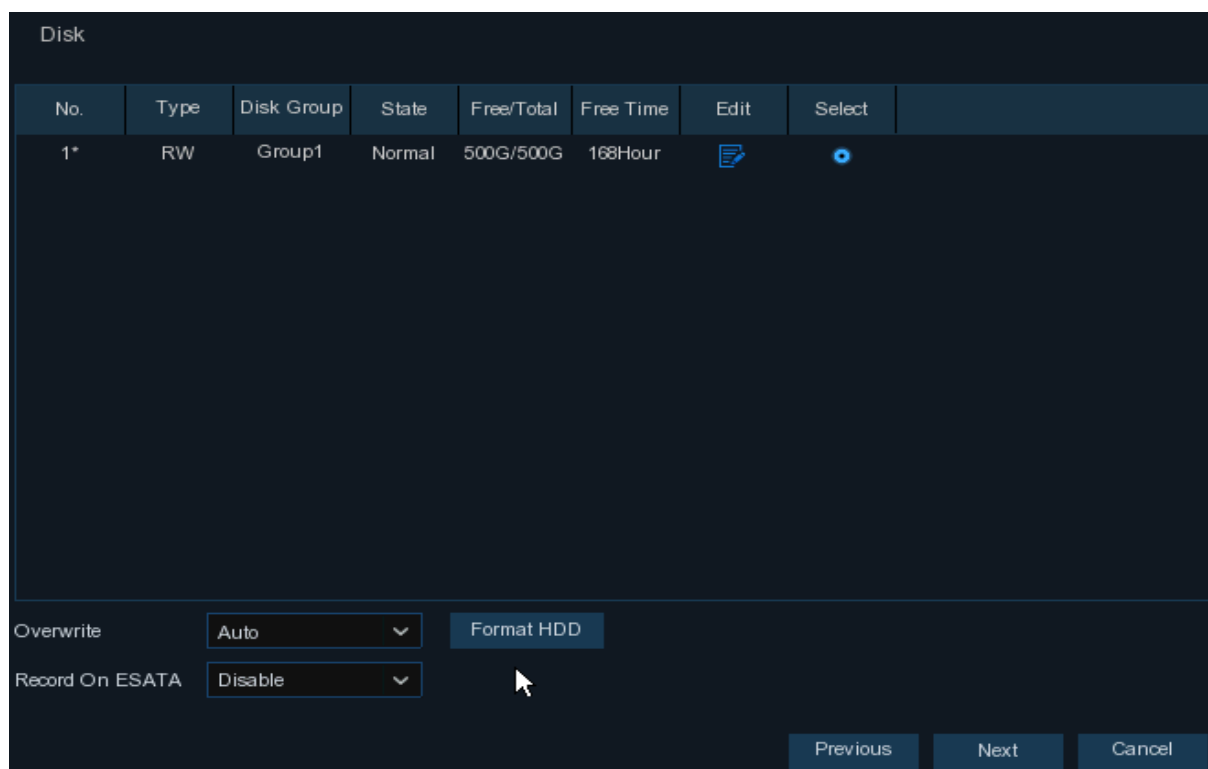 Disk
No. Type Disk Group State Free/Total Free Time Edit Select
1* RW Group1 Normal 500G/500G 168Hour
Overwrite Auto Format HDD
Record On ESATA Disable
Previous Next Cancel